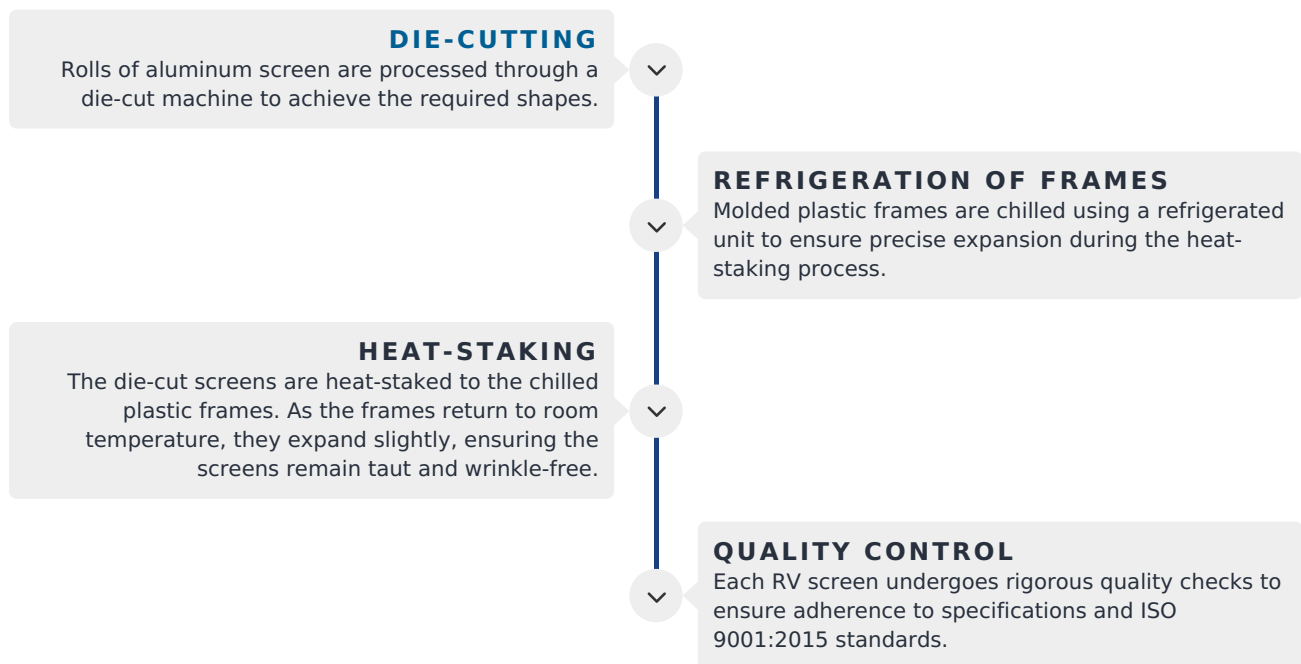 DIE-CUTTING
Rolls of aluminum screen are processed through a
die-cut machine to achieve the required shapes.
REFRIGERATION OF FRAMES
Molded plastic frames are chilled using a refrigerated
unit to ensure precise expansion during the heat-
staking process.
HEAT-STAKING
The die-cut screens are heat-staked to the chilled
plastic frames. As the frames return to room
temperature, they expand slightly, ensuring the
screens remain taut and wrinkle-free.
QUALITY CONTROL
Each RV screen undergoes rigorous quality checks to
ensure adherence to specifications and ISO
9001:2015 standards.